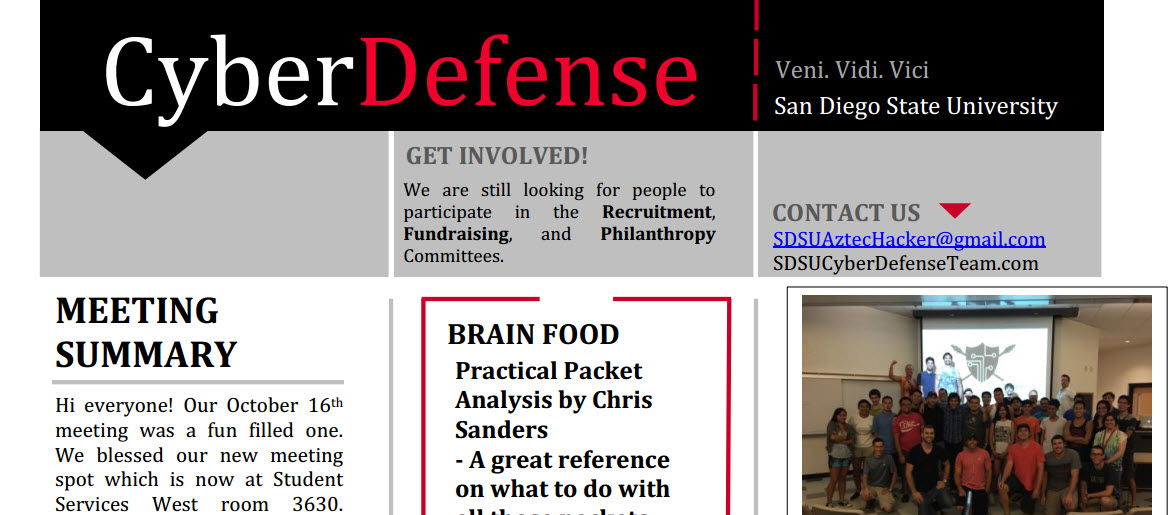 CyberDefense
Veni. Vidi. Vici
San Diego State University
GET INVOLVED!
We are still looking for people to
participate in the Recruitment,
Fundraising, and Philanthropy
Committees.
CONTACT US
SDSUAztecHacker@gmail.com
SDSUCyberDefenseTeam.com
MEETING
SUMMARY
Hi everyone! Our October 16th
meeting was a fun filled one.
We blessed our new meeting
spot which is now at Student
Services West room 3630.
BRAIN FOOD
Practical Packet
Analysis by Chris
Sanders
- A great reference
on what to do with
all those packets